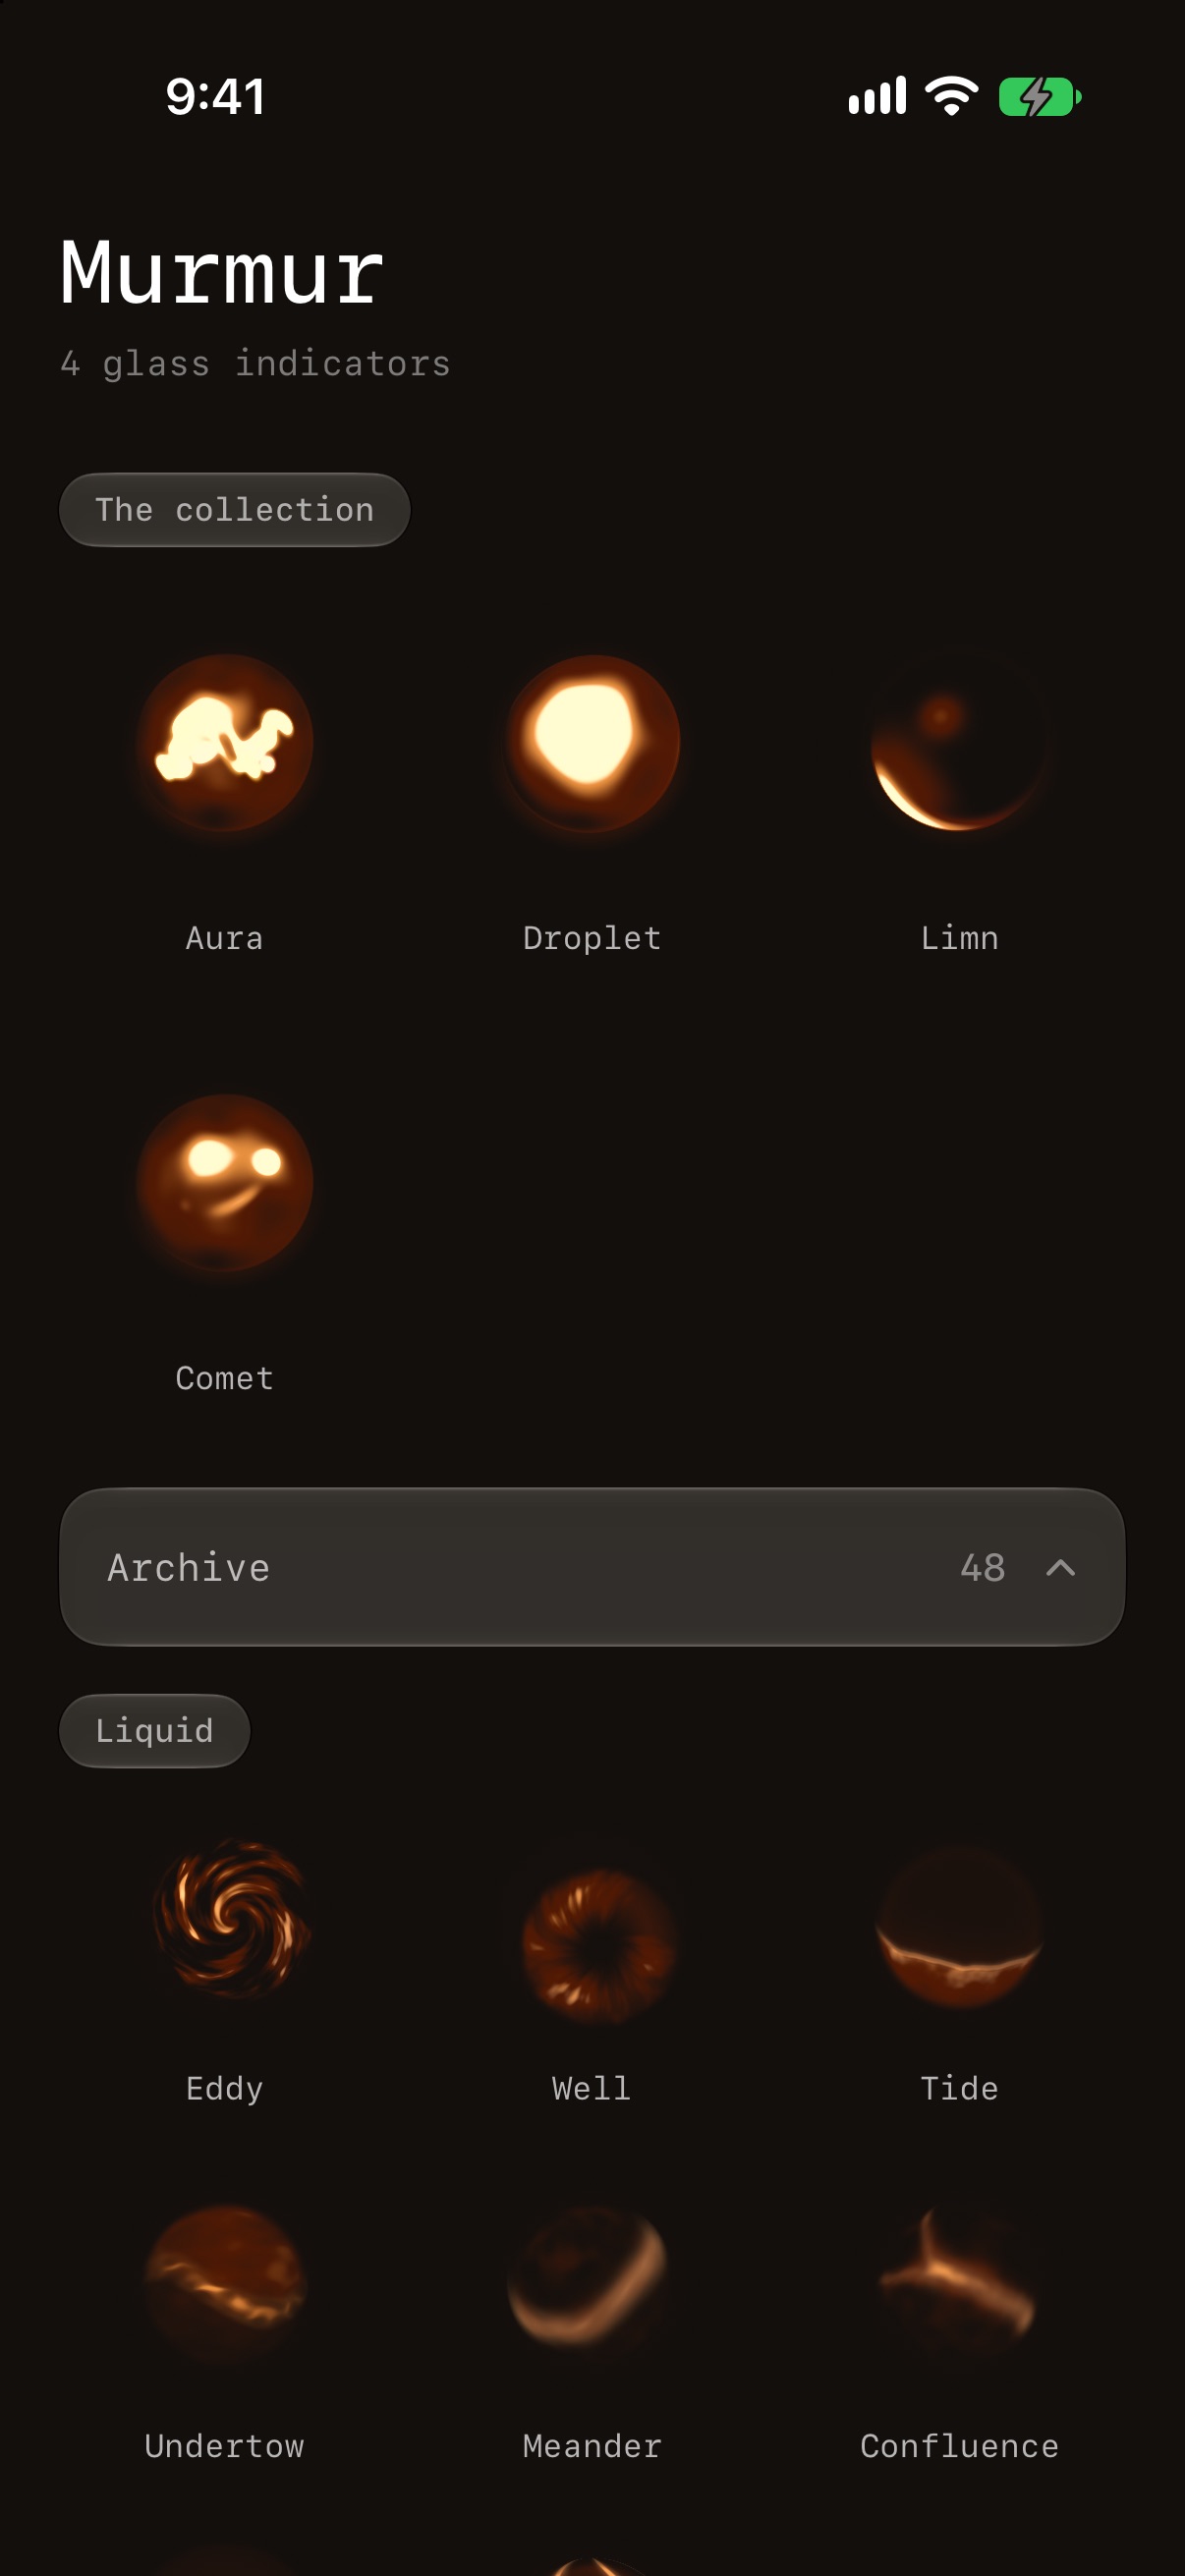 9:41
Murmur
4 glass indicators
The collection
Aura
Droplet
Limn
Comet
Archive
48
Liquid
Eddy
Well
Tide
Undertow
Meander
Confluence